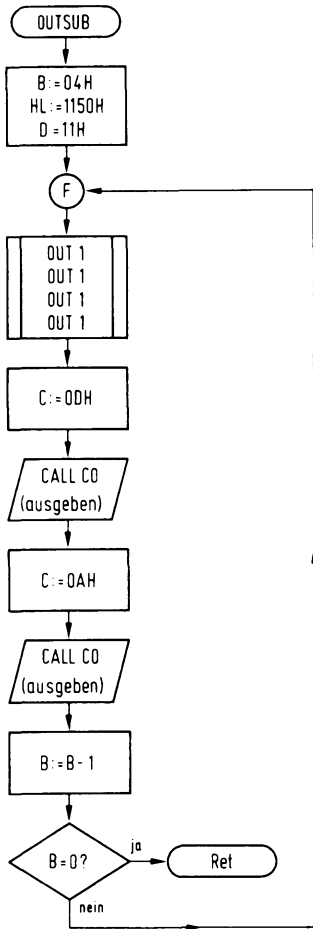 OUTSUB
B:=04H
HL:=1150H
D=11H
F
OUT 1
OUT 1
OUT 1
OUT 1
C:=0DH
CALL CO
(ausgeben)
C:=0AH
CALL CO
(ausgeben)
B:=B-1
B=0?
ja
Ret
nein